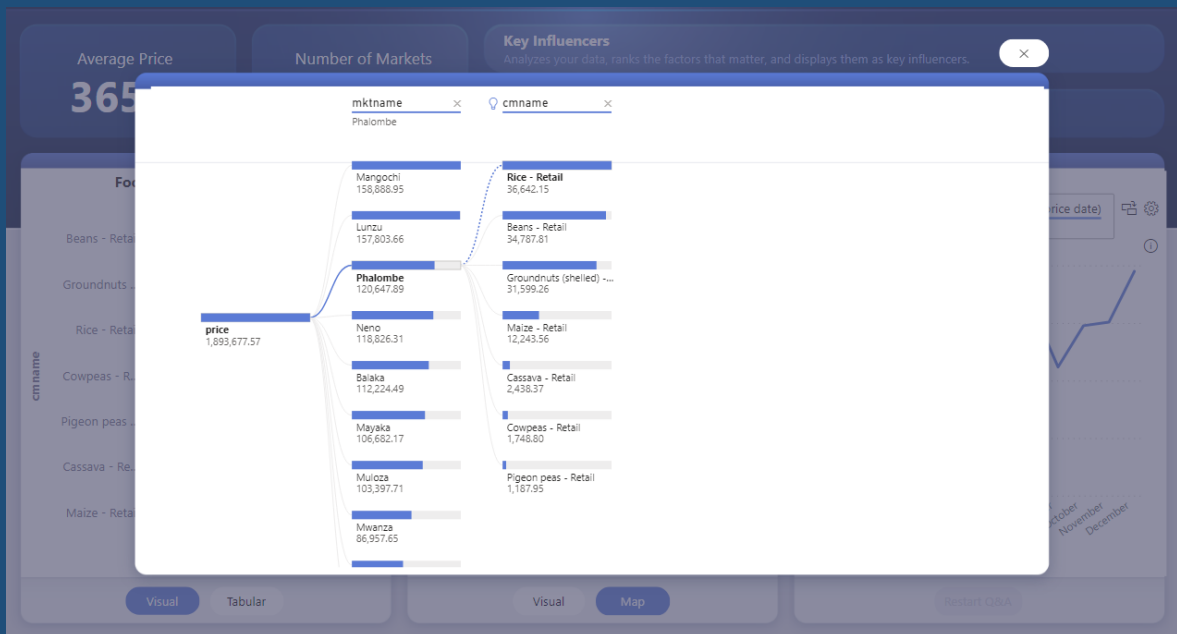 Average Price
365
Number of Markets
Key Influencers
Analyzes your data, ranks the factors that matter, and displays them as key influencers.
mktname
Phalombe
cmname
Mangochi
158,888.95
Lunzu
157,803.66
Phalombe
120,647.89
Neno
118,826.31
Balaka
112,224.49
Mayaka
106,682.17
Muloza
103,397.71
Mwanza
86,957.65
Rice - Retail
36,642.15
Beans - Retail
34,787.81
Groundnuts (shelled) -...
31,599.26
Maize - Retail
12,243.56
Cassava - Retail
2,438.37
Cowpeas - Retail
1,748.80
Pigeon peas - Retail
1,187.95
price
1,893,677.57
cmname
Beans - Retai
Groundnuts ..
Rice - Retai
Cowpeas - R..
Pigeon peas ..
Cassava - Re..
Maize - Retai
price date)
November
December
Visual
Tabular
Visual
Map
Restart Q&A